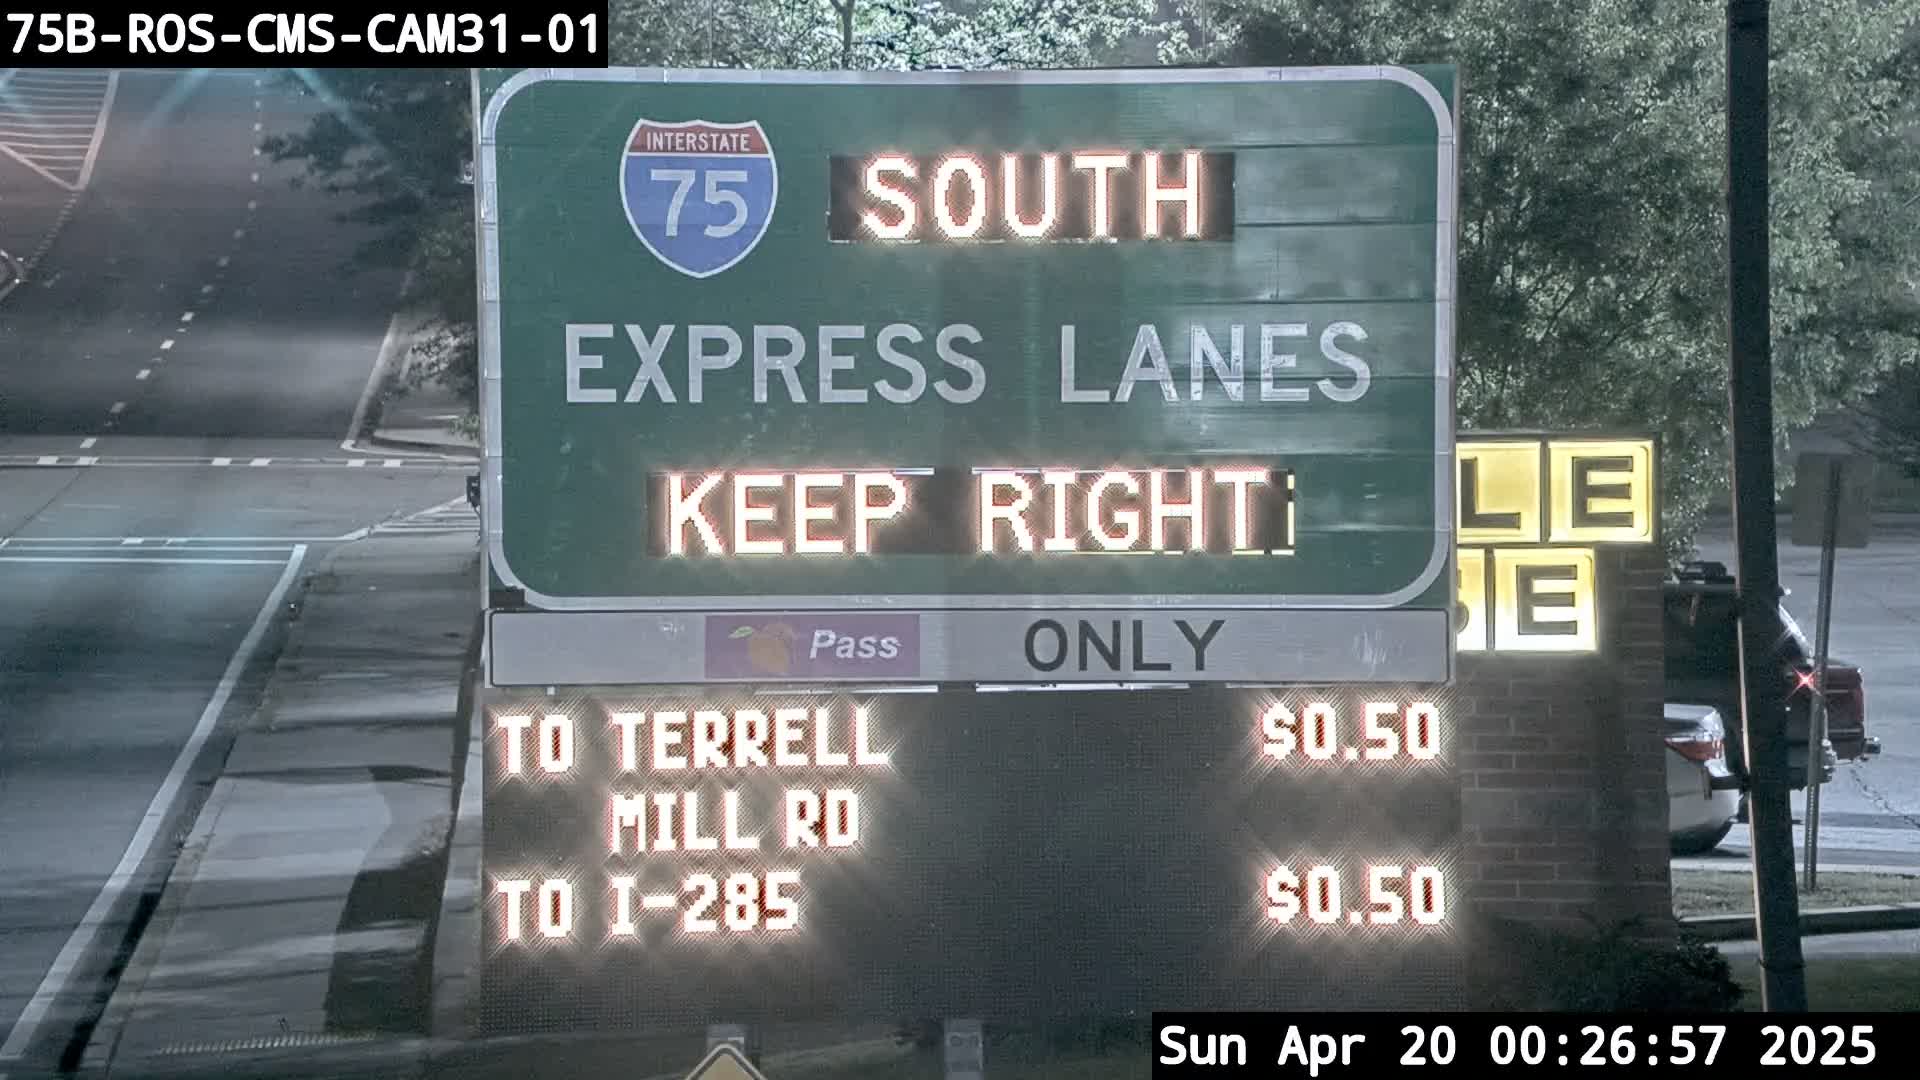 75B-ROS-CMS-CAM31-01
INTERSTATE
75
SOUTH
EXPRESS LANES
KEEP RIGHT
Pass ONLY
TO TERRELL $0.50
MILL RD
TO I-285 $0.50
LE
E
Sun Apr 20 00:26:57 2025